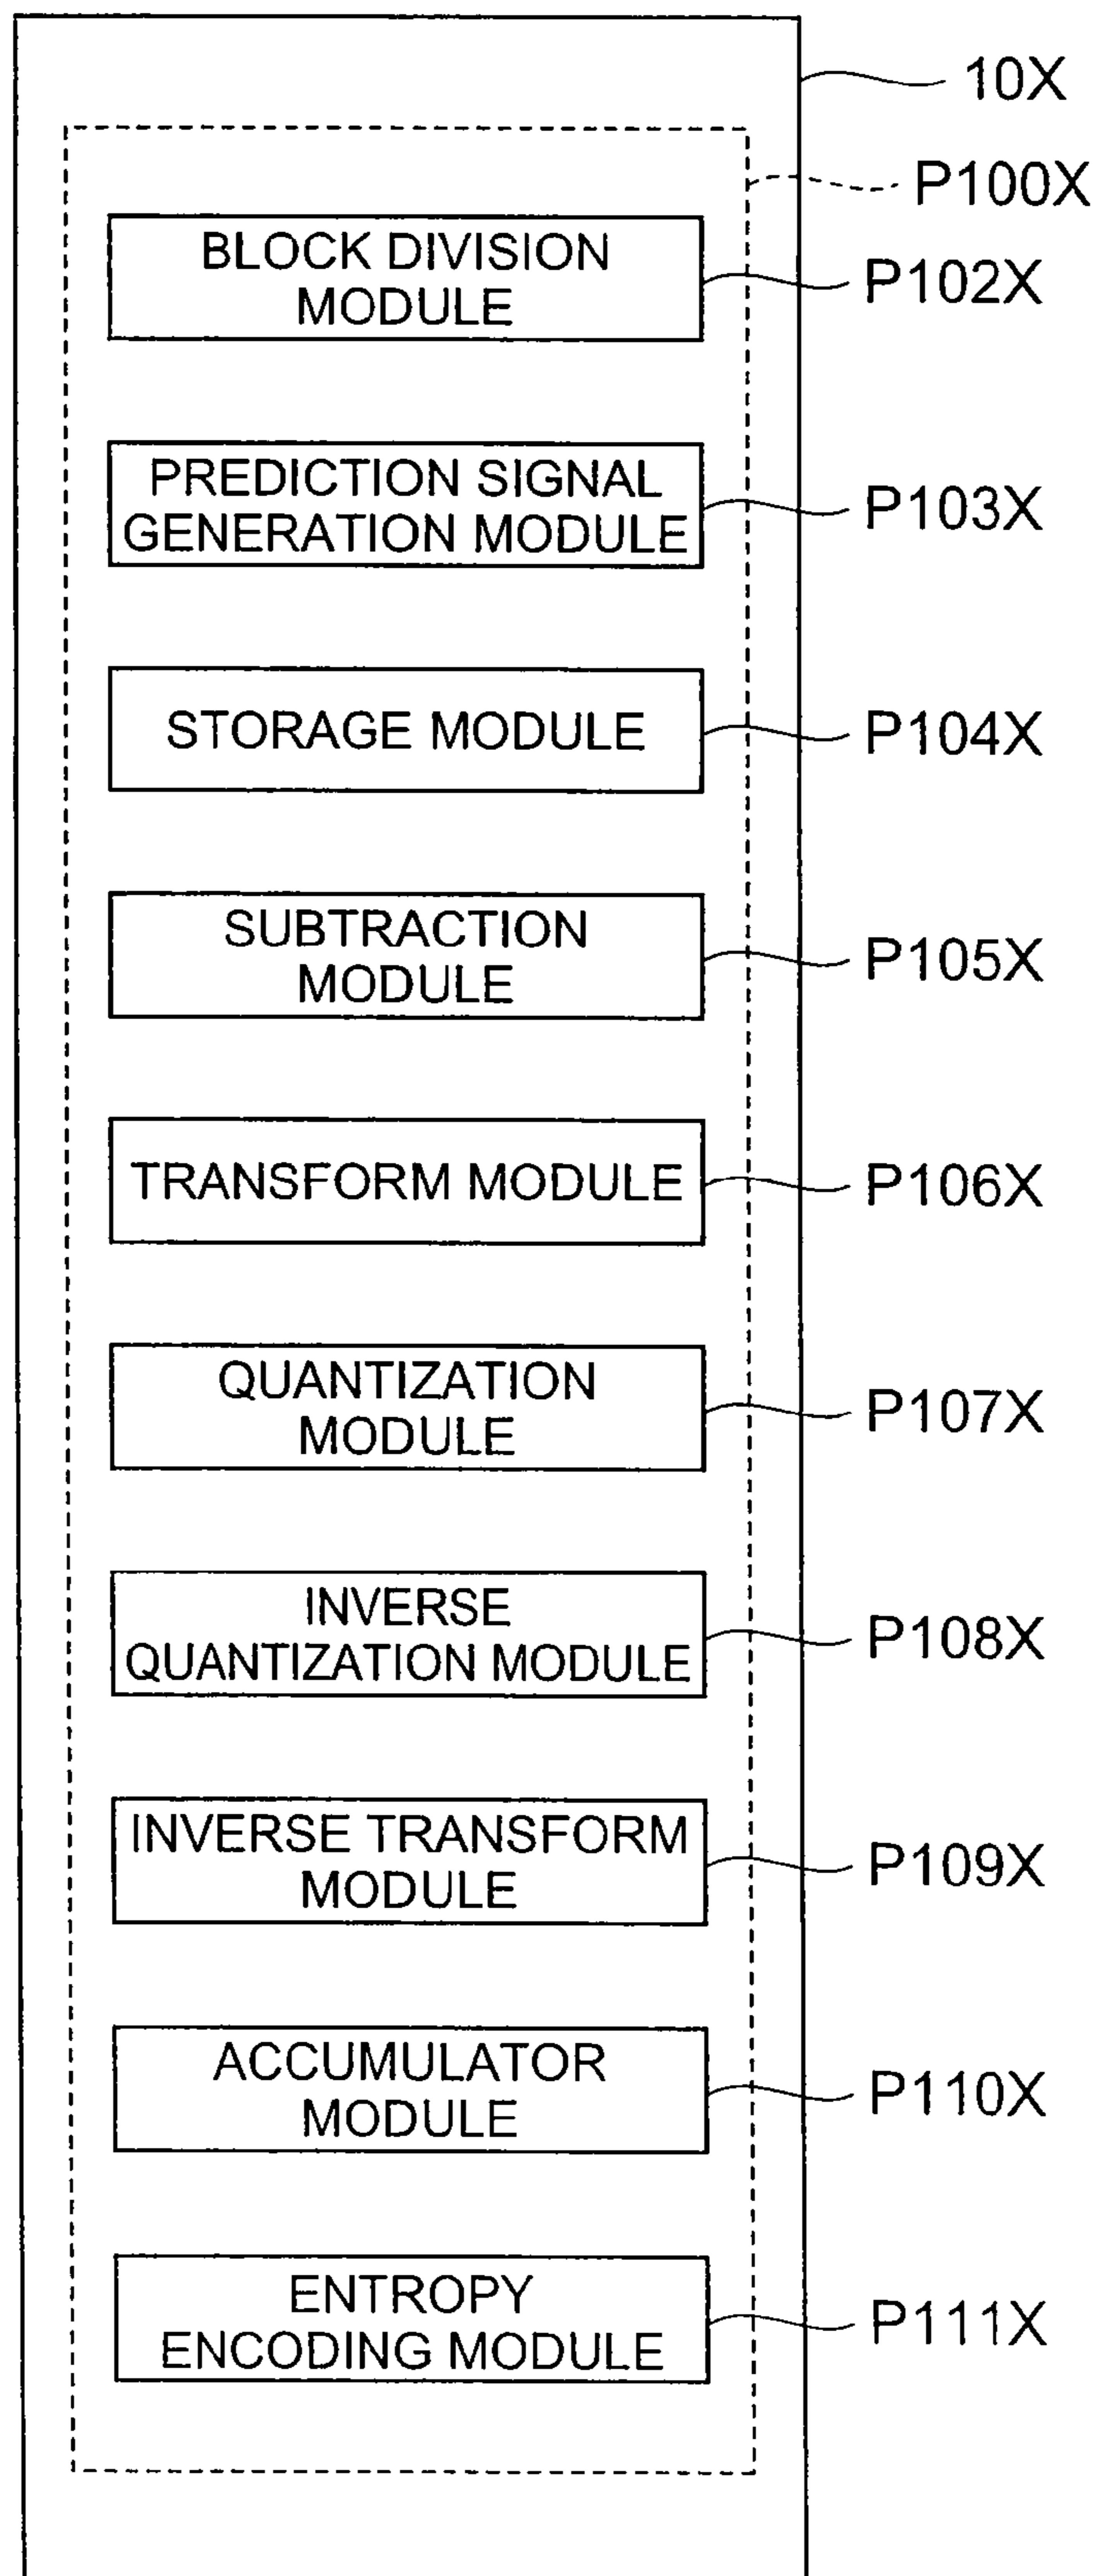 10X
P100X
BLOCK DIVISION
MODULE
P102X
PREDICTION SIGNAL
GENERATION MODULE
P103X
STORAGE MODULE
P104X
SUBTRACTION
MODULE
P105X
TRANSFORM MODULE
P106X
QUANTIZATION
MODULE
P107X
INVERSE
QUANTIZATION MODULE
P108X
INVERSE TRANSFORM
MODULE
P109X
ACCUMULATOR
MODULE
P110X
ENTROPY
ENCODING MODULE
P111X